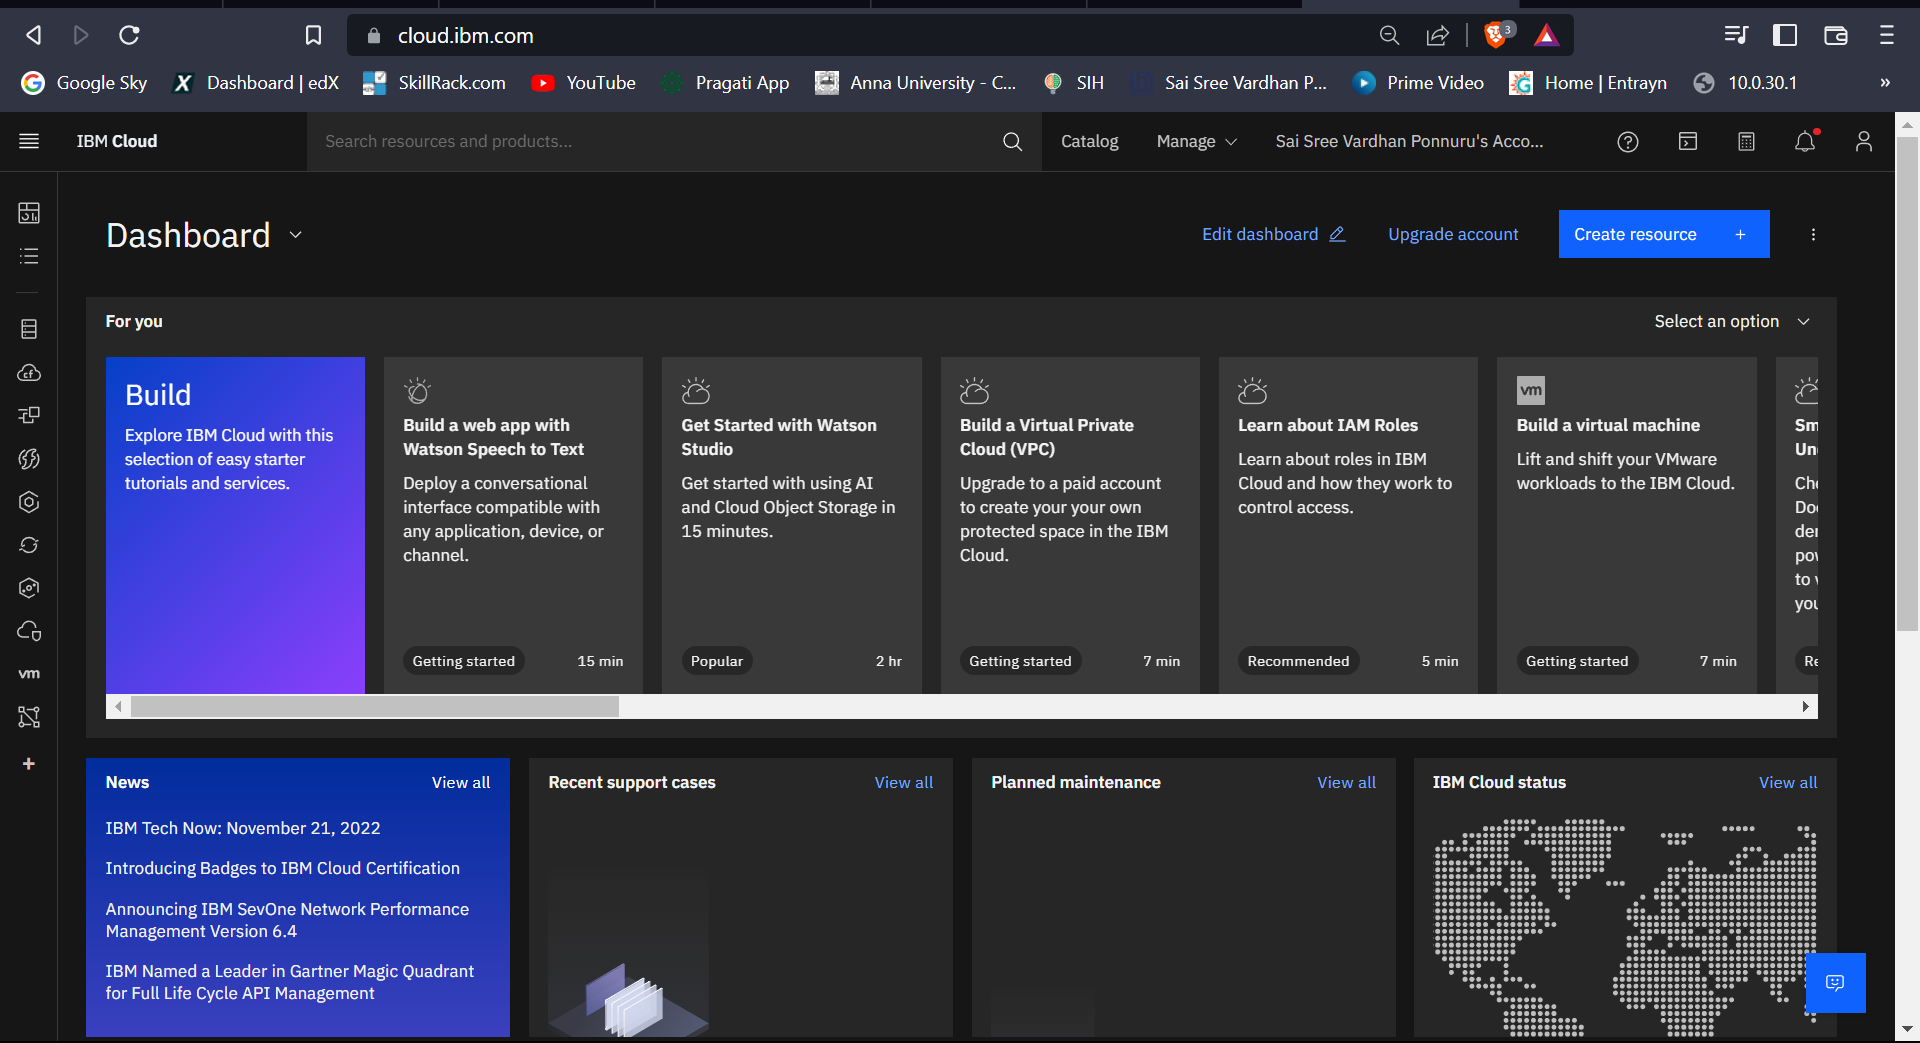 cloud.ibm.com
3
Google Sky
X Dashboard | edX
SkillRack.com
YouTube
Pragati App
Anna University - C...
SIH
Sai Sree Vardhan P...
Prime Video
Home | Entrayn
10.0.30.1
»
IBM Cloud
Search resources and products...
Catalog
Manage
Sai Sree Vardhan Ponnuru's Acco...
Dashboard
Edit dashboard
Upgrade account
Create resource +
For you
Select an option
Build
Explore IBM Cloud with this
selection of easy starter
tutorials and services.
Build a web app with
Watson Speech to Text
Deploy a conversational
interface compatible with
any application, device, or
channel.
Getting started
15 min
Get Started with Watson
Studio
Get started with using AI
and Cloud Object Storage in
15 minutes.
Popular
2 hr
Build a Virtual Private
Cloud (VPC)
Upgrade to a paid account
to create your your own
protected space in the IBM
Cloud.
Getting started
7 min
Learn about IAM Roles
Learn about roles in IBM
Cloud and how they work to
control access.
Recommended
5 min
vm
Build a virtual machine
Lift and shift your VMware
workloads to the IBM Cloud.
Getting started
7 min
cf
vm
News
View all
IBM Tech Now: November 21, 2022
Introducing Badges to IBM Cloud Certification
Announcing IBM SevOne Network Performance
Management Version 6.4
IBM Named a Leader in Gartner Magic Quadrant
for Full Life Cycle API Management
Recent support cases
View all
Planned maintenance
View all
IBM Cloud status
View all